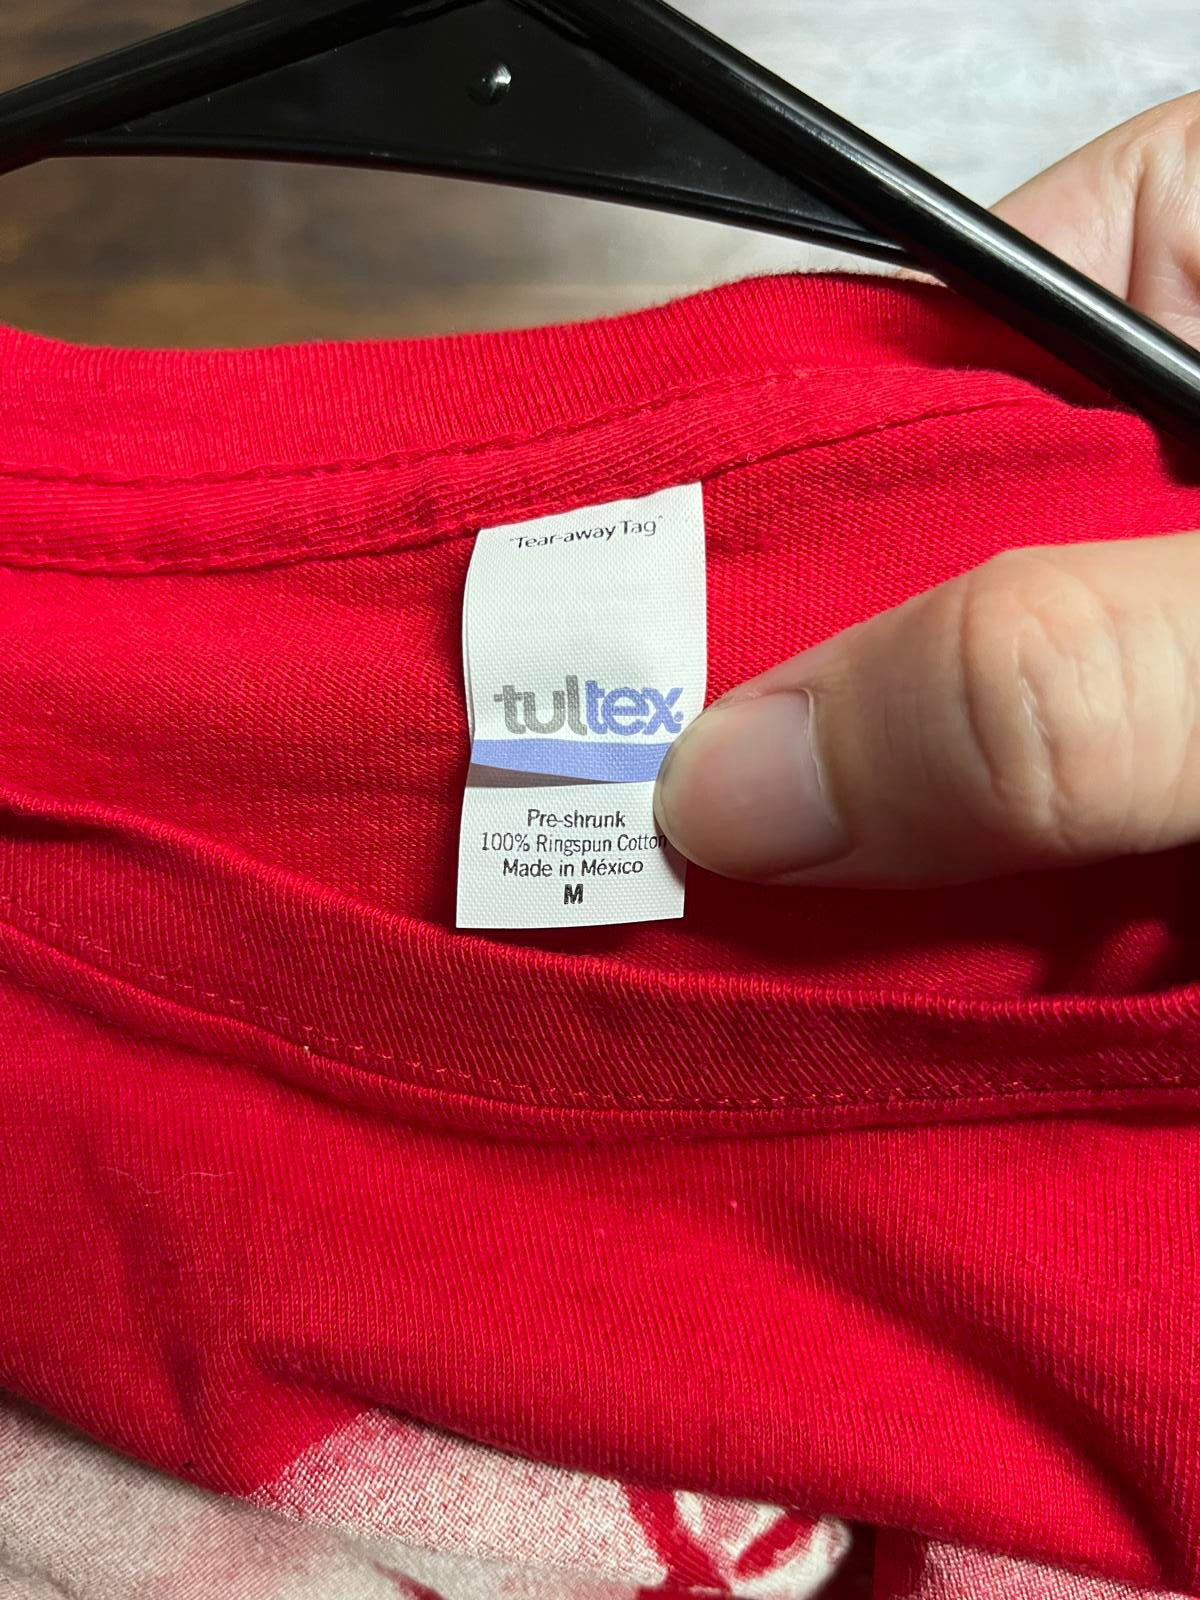 "Tear-away Tag"
tultex
Pre-shrunk
100% Ringspun Cotton
Made in México
M